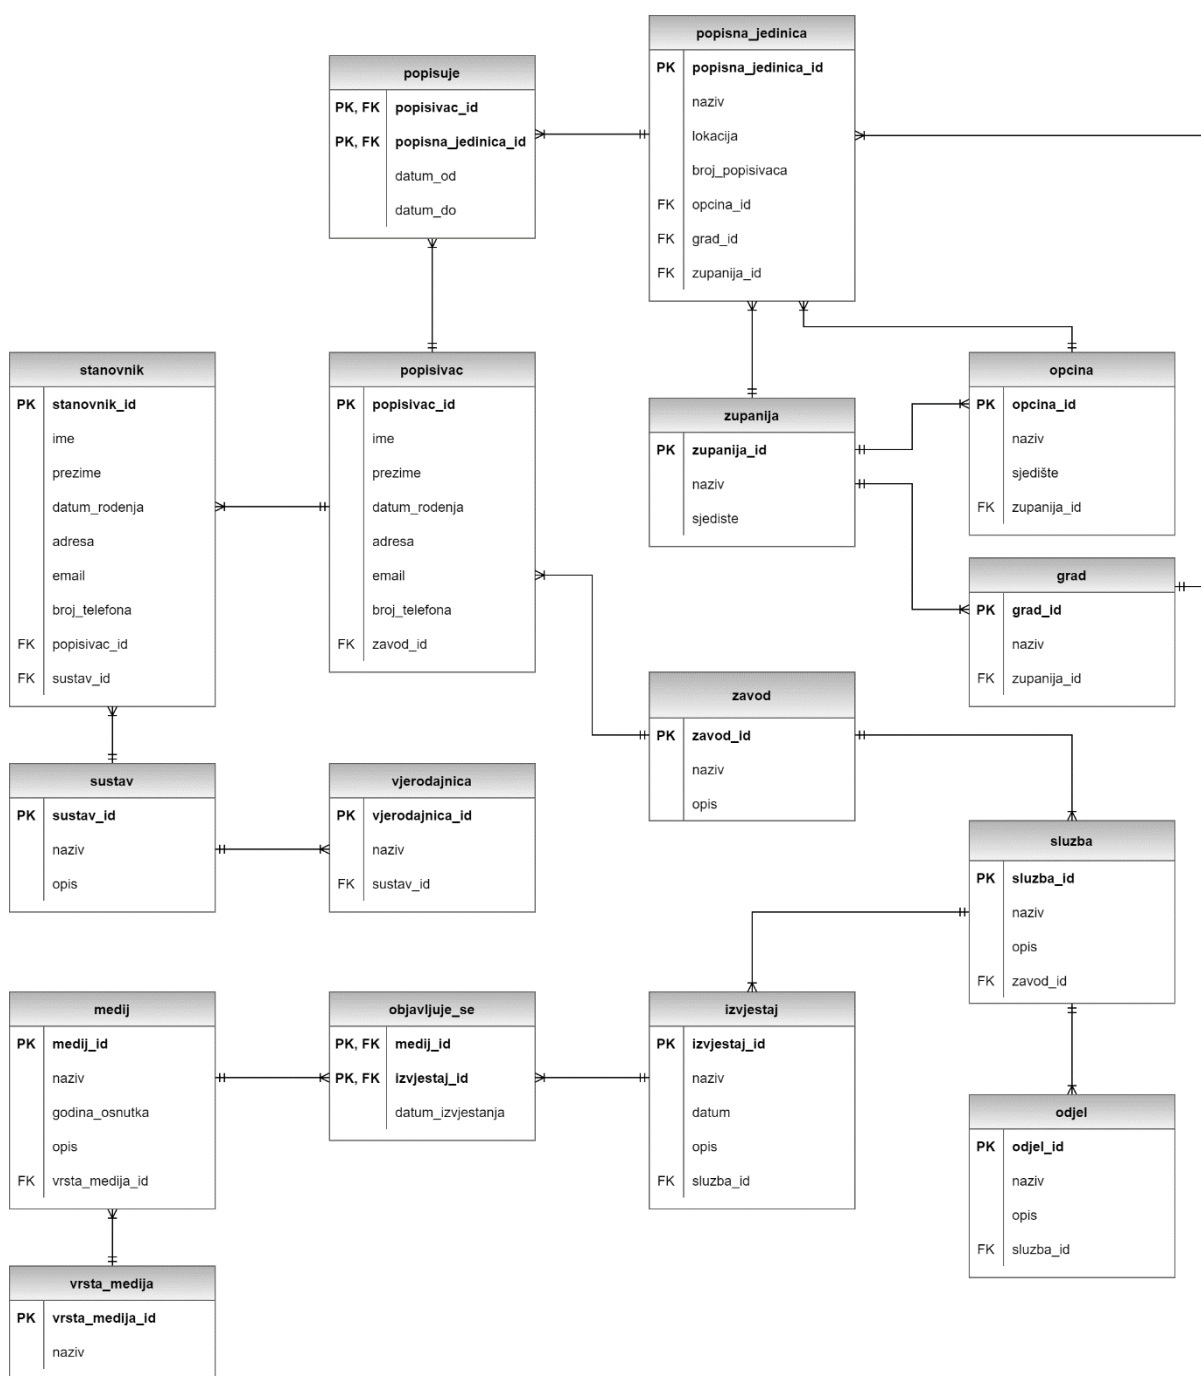 popisna_jedinica
PK popisna_jedinica_id
naziv
lokacija
broj_popisivaca
FK opcina_id
FK grad_id
FK zupanija_id
popisuje
PK, FK popisivac_id
PK, FK popisna_jedinica_id
datum_od
datum_do
stanovnik
PK stanovnik_id
ime
prezime
datum_rodenja
adresa
email
broj_telefona
FK popisivac_id
FK sustav_id
popisivac
PK popisivac_id
ime
prezime
datum_rodenja
adresa
email
broj_telefona
FK zavod_id
zupanija
PK zupanija_id
naziv
sjediste
opcina
PK opcina_id
naziv
sjedište
FK zupanija_id
grad
PK grad_id
naziv
FK zupanija_id
zavod
PK zavod_id
naziv
opis
sustav
PK sustav_id
naziv
opis
vjerodajnica
PK vjerodajnica_id
naziv
FK sustav_id
sluzba
PK sluzba_id
naziv
opis
FK zavod_id
medij
PK medij_id
naziv
godina_osnutka
opis
FK vrsta_medija_id
objavljuje_se
PK, FK medij_id
PK, FK izvjestaj_id
datum_izvjestanja
izvjestaj
PK izvjestaj_id
naziv
datum
opis
FK sluzba_id
odjel
PK odjel_id
naziv
opis
FK sluzba_id
vrsta_medija
PK vrsta_medija_id
naziv